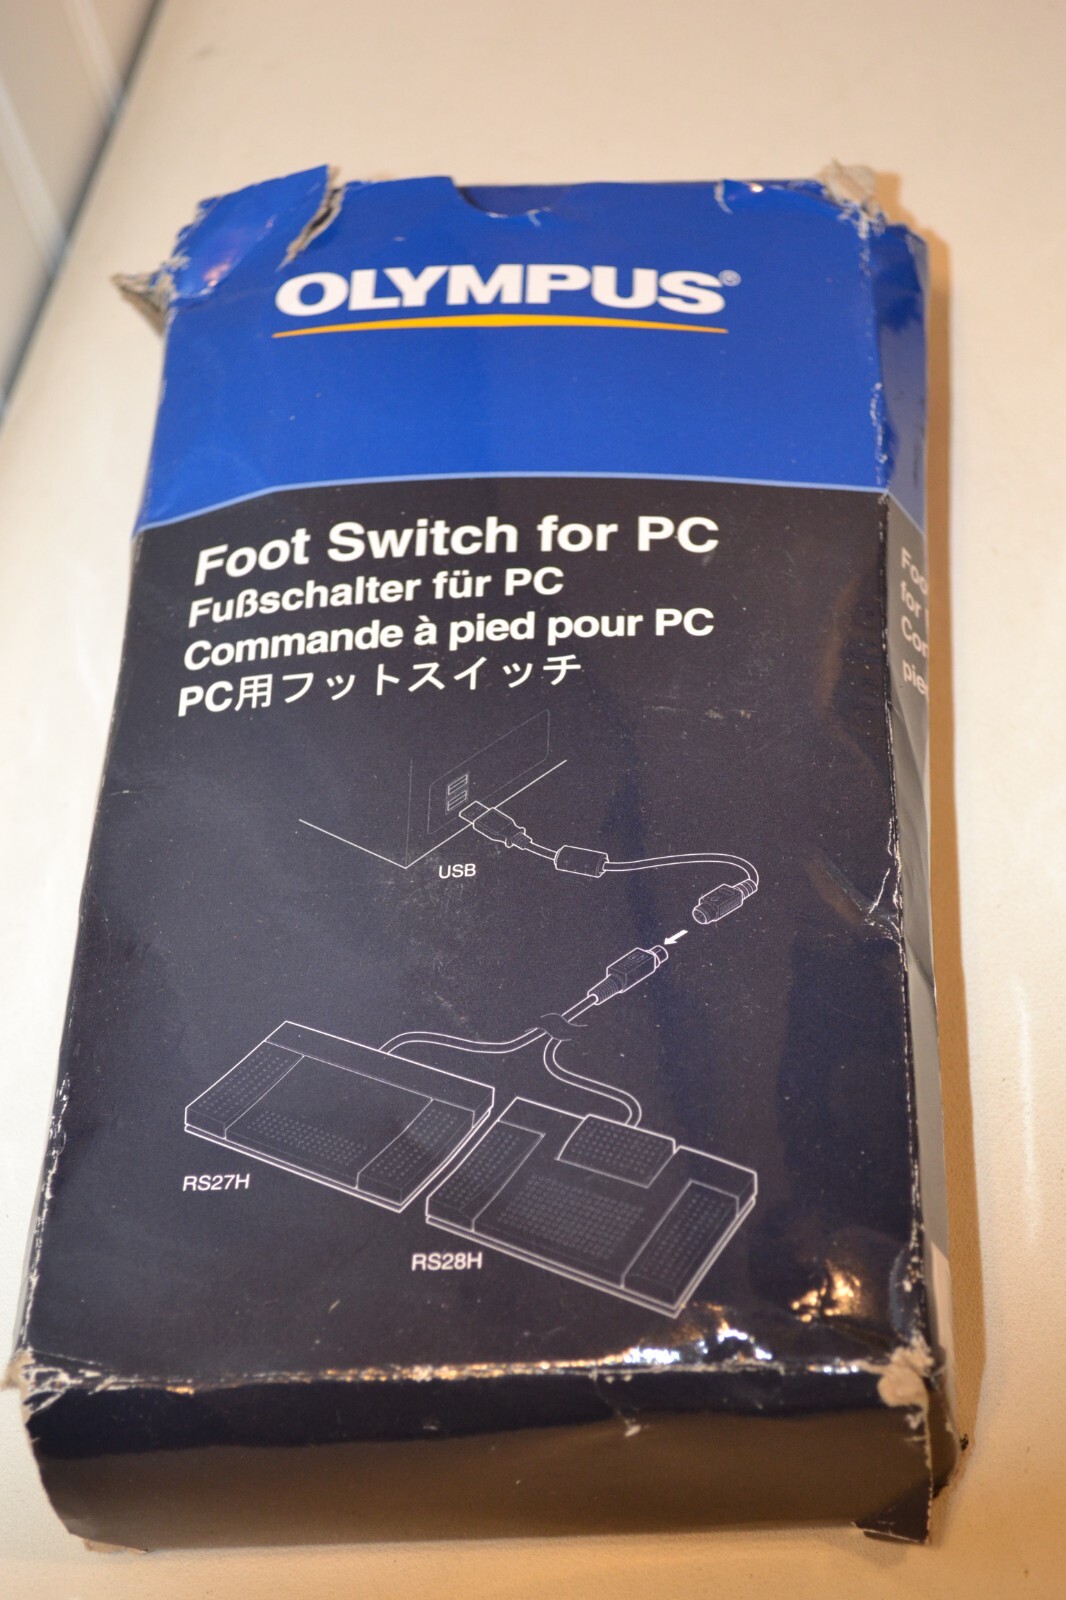 OLYMPUS®
Foot Switch for PC
Fußschalter für PC
Commande à pied pour PC
PC用フットスイッチ
USB
RS27H
RS28H
for